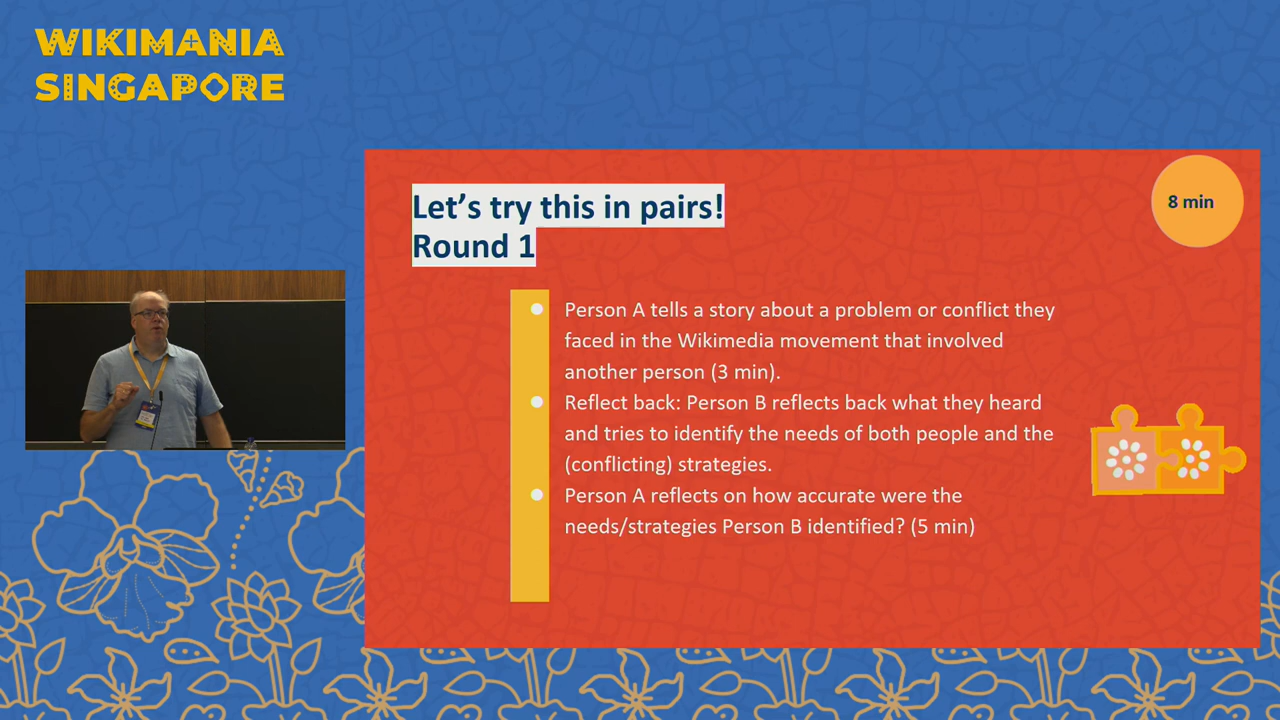 WIKIMANIA
SINGAPORE
8 min
Let's try this in pairs!
Round 1
Person A tells a story about a problem or conflict they
faced in the Wikimedia movement that involved
another person (3 min).
Reflect back: Person B reflects back what they heard
and tries to identify the needs of both people and the
(conflicting) strategies.
Person A reflects on how accurate were the
needs/strategies Person B identified? (5 min)